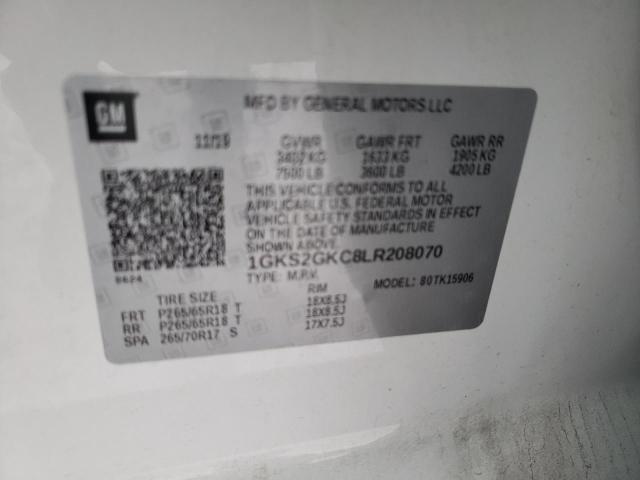 GM
MFD BY GENERAL MOTORS LLC
11/19 GVWR GAWR FRT GAWR RR
3402 KG 1633 KG 1905 KG
7500 LB 3600 LB 4200 LB
THIS VEHICLE CONFORMS TO ALL
APPLICABLE U.S. FEDERAL MOTOR
VEHICLE SAFETY STANDARDS IN EFFECT
ON THE DATE OF MANUFACTURE
SHOWN ABOVE.
1GKS2GKC8LR208070
TYPE: M.P.V. MODEL: 80TK15906
TIRE SIZE RIM
FRT P265/65R18 T 18X8.5J
RR P265/65R18 T 18X8.5J
SPA 265/70R17 S 17X7.5J